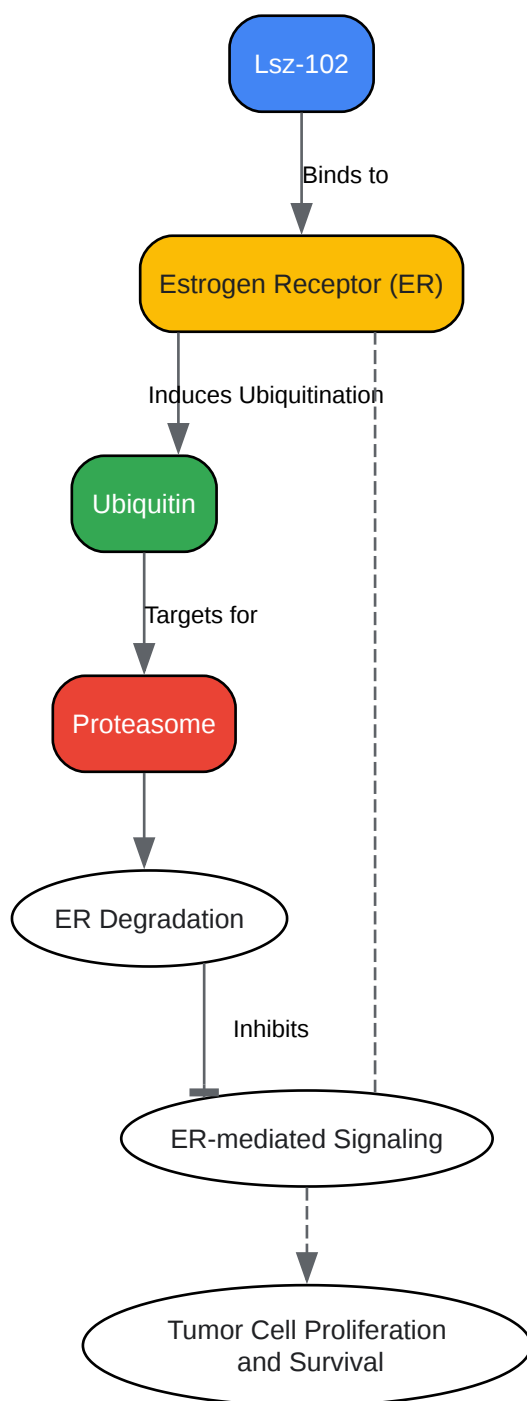 Lsz-102
Binds to
Estrogen Receptor (ER)
Induces Ubiquitination
Ubiquitin
Targets for
Proteasome
ER Degradation
Inhibits
ER-mediated Signaling
Tumor Cell Proliferation
and Survival